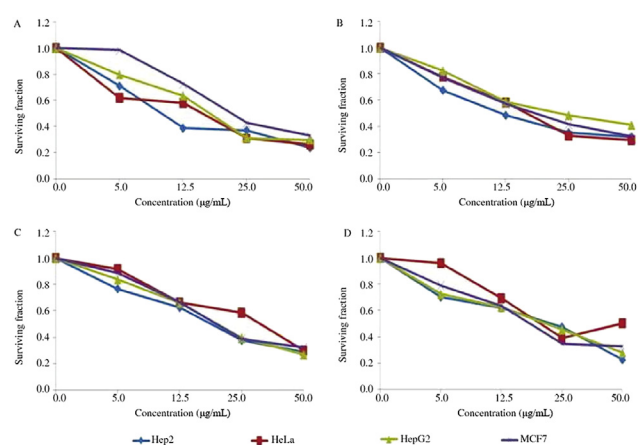 A
1.2
1.0
0.8
0.6
0.4
0.2
0.0 5.0 12.5 25.0 50.0
Surviving fraction
Concentration (μg/mL)
B
1.2
1.0
0.8
0.6
0.4
0.2
0.0 5.0 12.5 25.0 50.0
Surviving fraction
Concentration (μg/mL)
C
1.2
1.0
0.8
0.6
0.4
0.2
0.0
0.0 5.0 12.5 25.0 50.0
Surviving fraction
Concentration (μg/mL)
D
1.2
1.0
0.8
0.6
0.4
0.2
0.0
0.0 5.0 12.5 25.0 50.0
Surviving fraction
Concentration (μg/mL)
Hep2 HeLa HepG2 MCF7